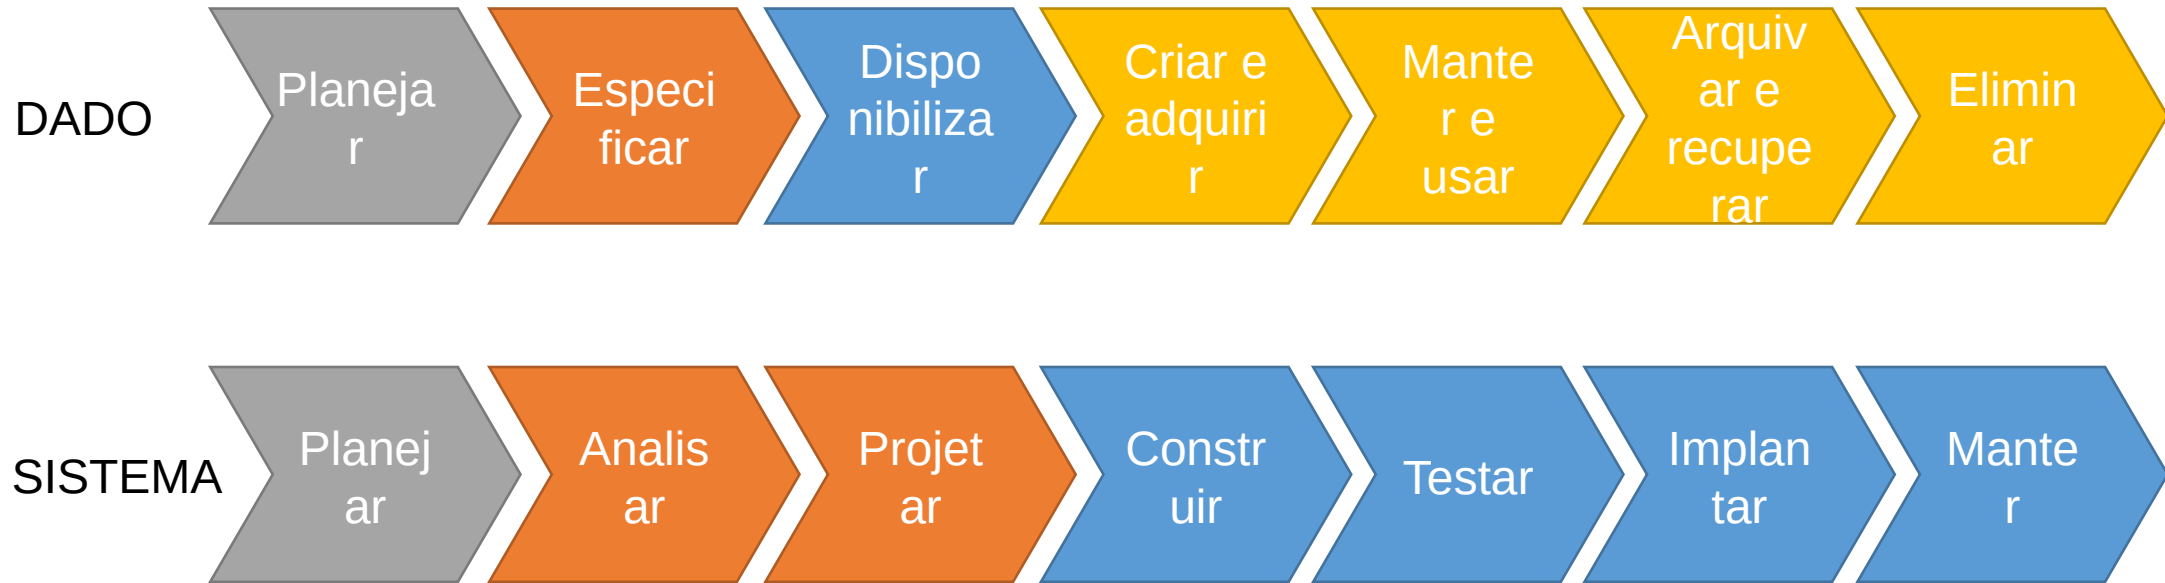 DADO
Planeja
r
Especi
ficar
Dispo
nibiliza
r
Criar e
adquiri
r
Mante
r e
usar
Arquiv
ar e
recupe
rar
Elimin
ar
SISTEMA
Planej
ar
Analis
ar
Projet
ar
Constr
uir
Testar
Implan
tar
Mante
r